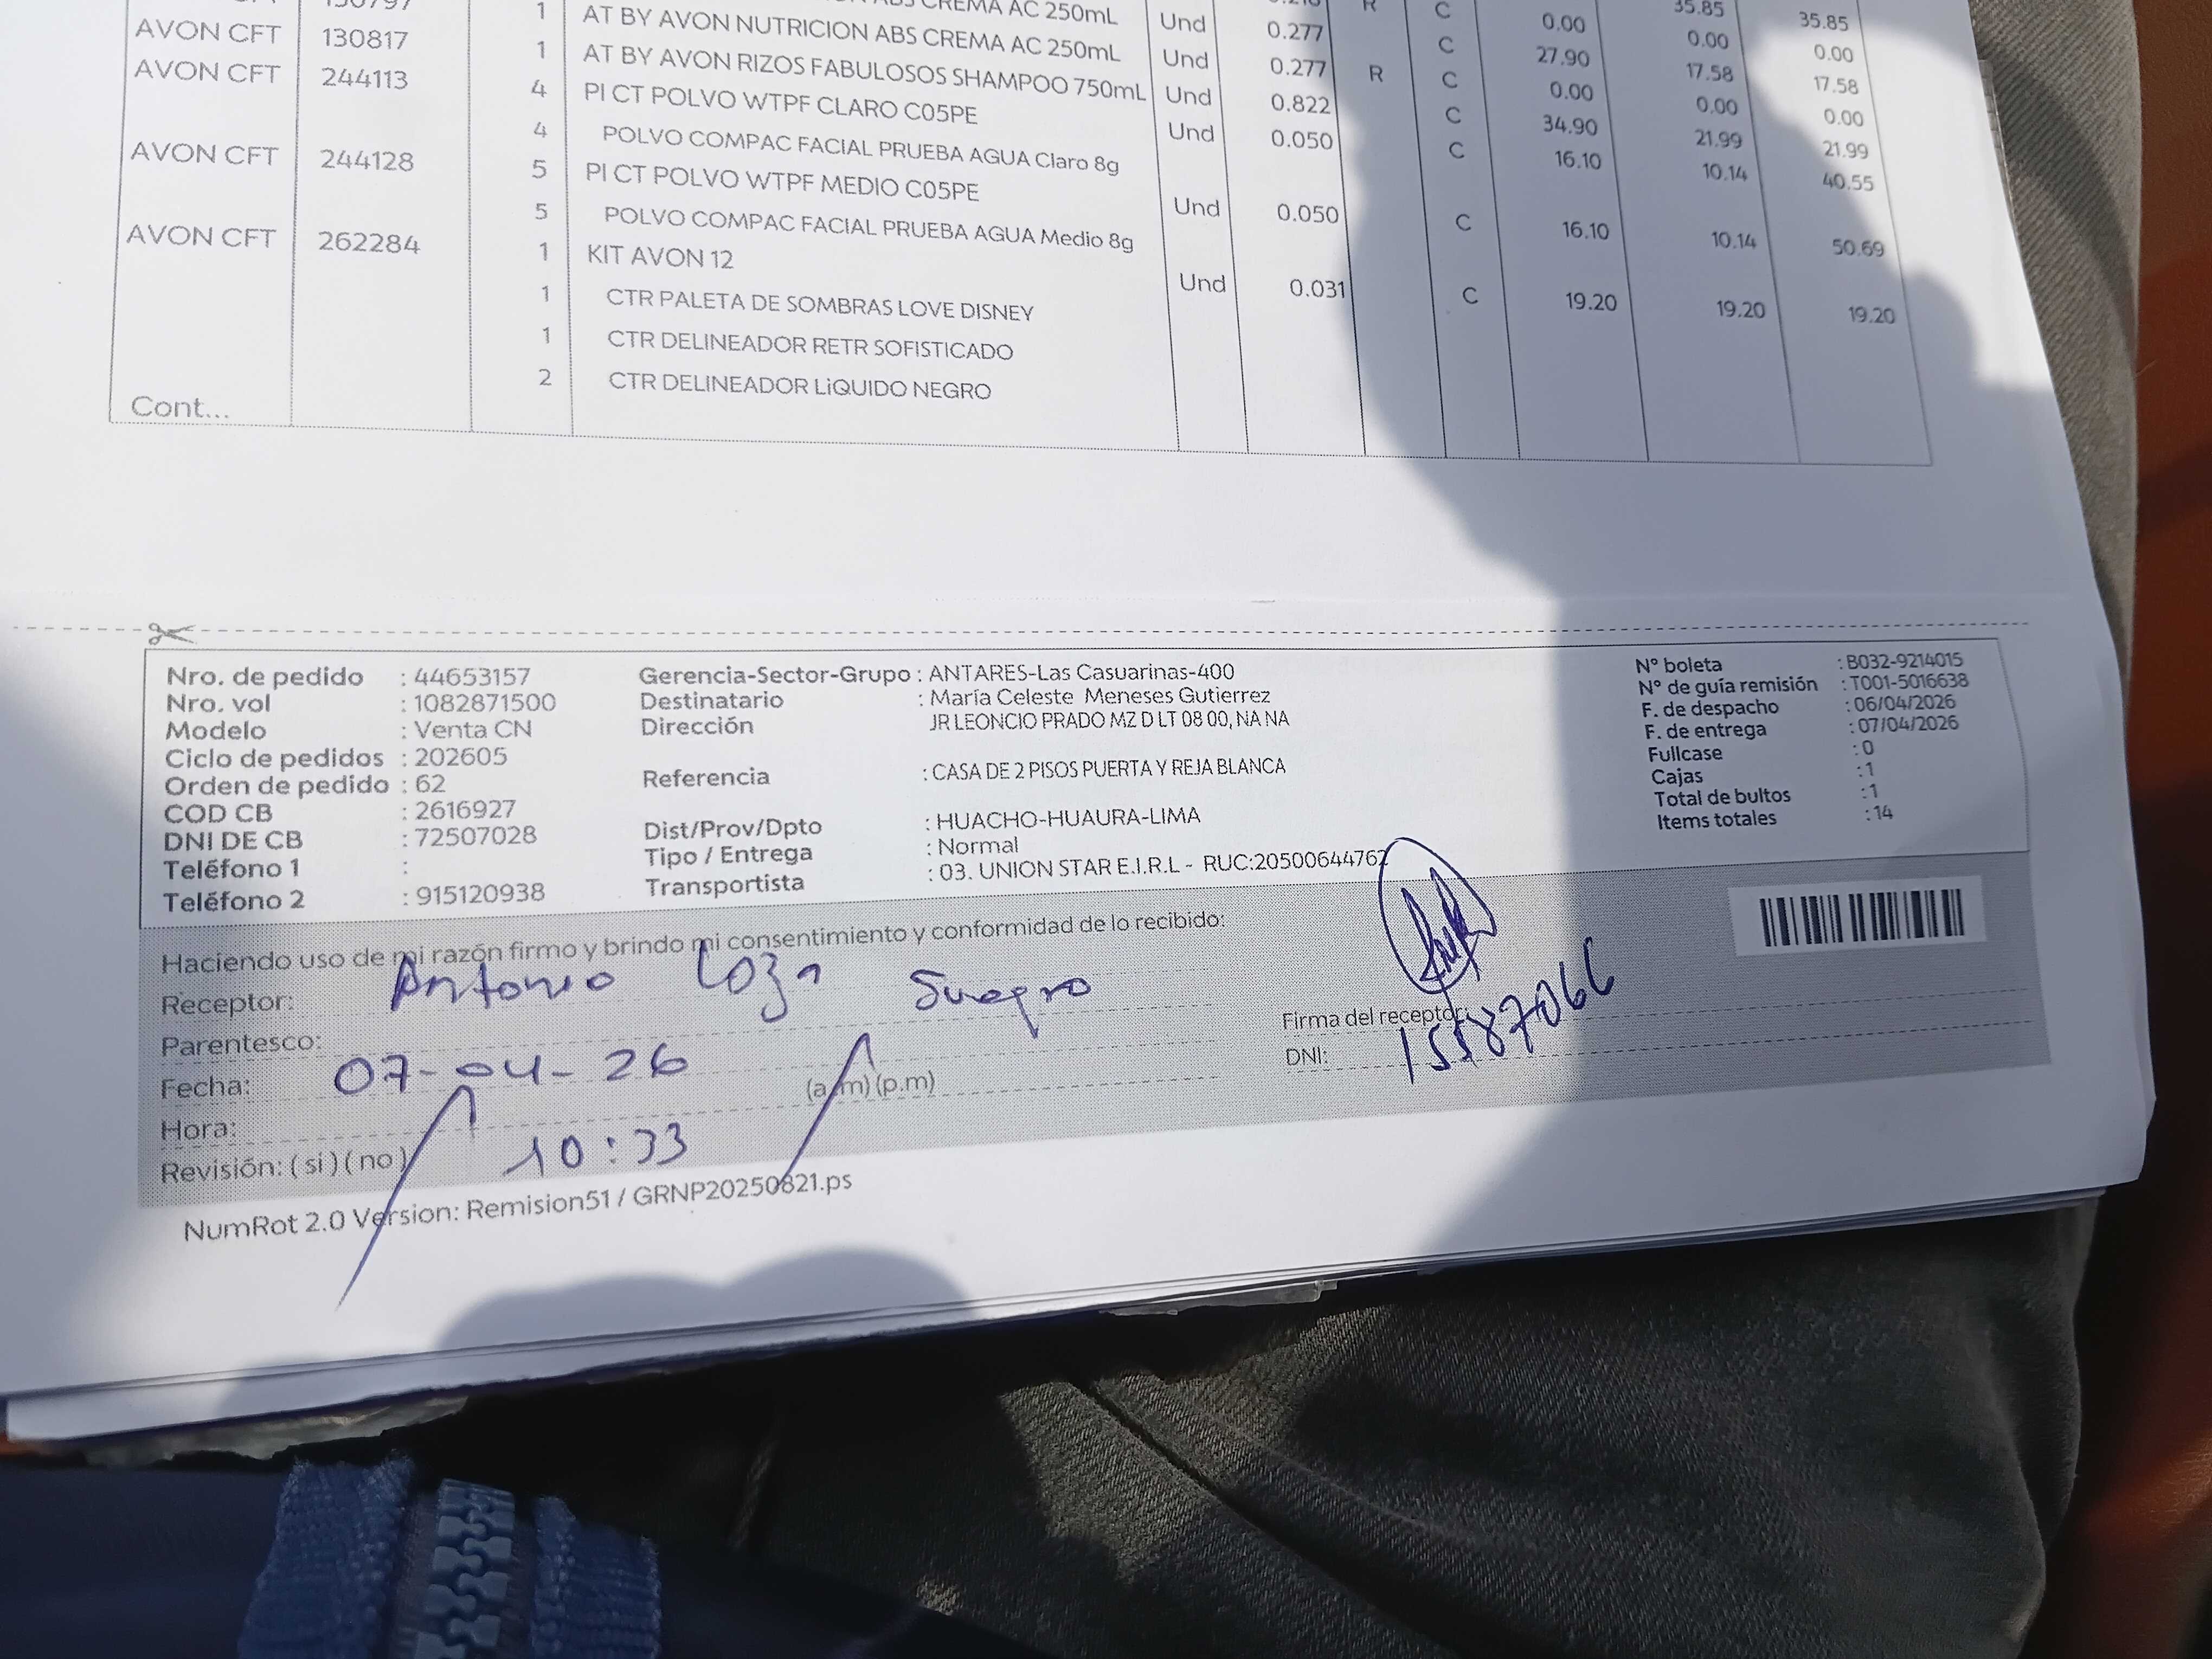 1 AT BY AVON NUTRICION ABS CREMA AC 250mL Und 0.277 C 0.00 35.85 35.85
AVON CFT 130817 1 AT BY AVON RIZOS FABULOSOS SHAMPOO 750mL Und 0.277 R C 27.90 0.00 0.00
AVON CFT 244113 4 PI CT POLVO WTPF CLARO C05PE Und 0.822 C 0.00 17.58 17.58
4 POLVO COMPAC FACIAL PRUEBA AGUA Claro 8g Und 0.050 C 34.90 0.00 0.00
AVON CFT 244128 5 PI CT POLVO WTPF MEDIO C05PE C 16.10 21.99 21.99
10.14 40.55
5 POLVO COMPAC FACIAL PRUEBA AGUA Medio 8g Und 0.050 C 16.10 10.14 50.69
AVON CFT 262284 1 KIT AVON 12 Und 0.031 C 19.20 19.20 19.20
1 CTR PALETA DE SOMBRAS LOVE DISNEY
1 CTR DELINEADOR RETR SOFISTICADO
2 CTR DELINEADOR LiQUIDO NEGRO
Cont...
Nro. de pedido : 44653157
Nro. vol : 1082871500
Modelo : Venta CN
Ciclo de pedidos : 202605
Orden de pedido : 62
COD CB : 2616927
DNI DE CB : 72507028
Teléfono 1 :
Teléfono 2 : 915120938
Gerencia-Sector-Grupo : ANTARES-Las Casuarinas-400
Destinatario : María Celeste Meneses Gutierrez
Dirección JR LEONCIO PRADO MZ D LT 08 00, NA NA
Referencia : CASA DE 2 PISOS PUERTA Y REJA BLANCA
Dist/Prov/Dpto : HUACHO-HUAURA-LIMA
Tipo / Entrega : Normal
Transportista : 03. UNION STAR E.I.R.L - RUC:20500644762
N° boleta : B032-9214015
N° de guía remisión : T001-5016638
F. de despacho : 06/04/2026
F. de entrega : 07/04/2026
Fullcase : 0
Cajas : 1
Total de bultos : 1
Items totales : 14
Haciendo uso de mi razón firmo y brindo mi consentimiento y conformidad de lo recibido:
Receptor: Antonio Loza Suegro
Parentesco:
Fecha: 07-04-26 (a.m) (p.m)
Hora: 10:33
Revisión: ( si ) ( no )
Firma del receptor:
DNI: 15587066
NumRot 2.0 Version: Remision51 / GRNP20250821.ps